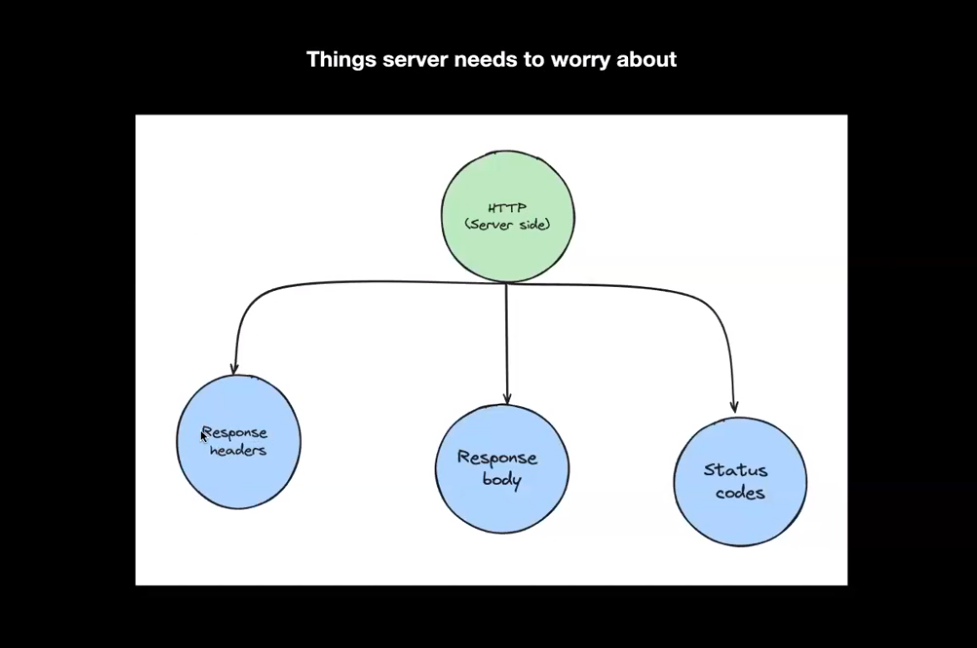 Things server needs to worry about
HTTP
(Server side)
Response
headers
Response
body
Status
codes